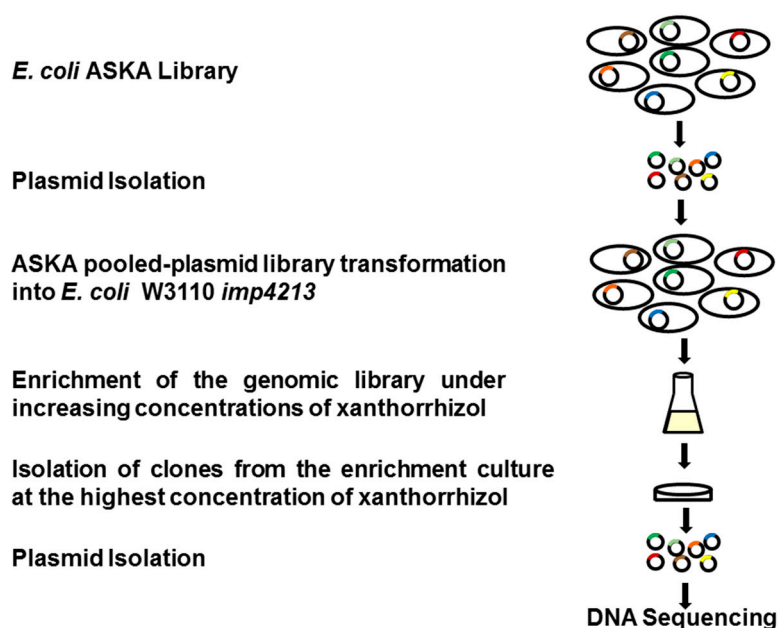 E. coli ASKA Library
Plasmid Isolation
ASKA pooled-plasmid library transformation
into E. coli W3110 imp4213
Enrichment of the genomic library under
increasing concentrations of xanthorrhizol
Isolation of clones from the enrichment culture
at the highest concentration of xanthorrhizol
Plasmid Isolation
DNA Sequencing